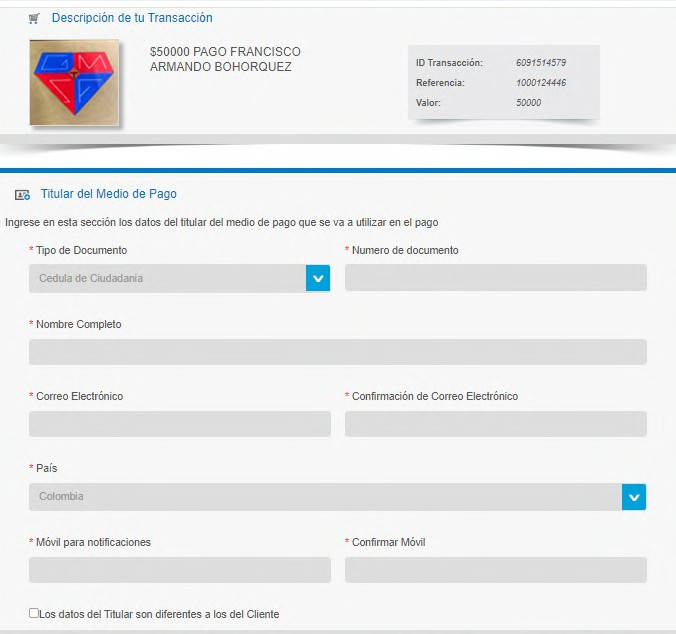 Descripción de tu Transacción
$50000 PAGO FRANCISCO
ARMANDO BOHORQUEZ
ID Transacción: 6091514579
Referencia: 1000124446
Valor: 50000
GM
Titular del Medio de Pago
Ingrese en esta sección los datos del titular del medio de pago que se va a utilizar en el pago
* Tipo de Documento * Numero de documento
Cedula de Ciudadania
* Nombre Completo
* Correo Electrónico * Confirmación de Correo Electrónico
* País
Colombia
* Móvil para notificaciones * Confirmar Móvil
Los datos del Titular son diferentes a los del Cliente